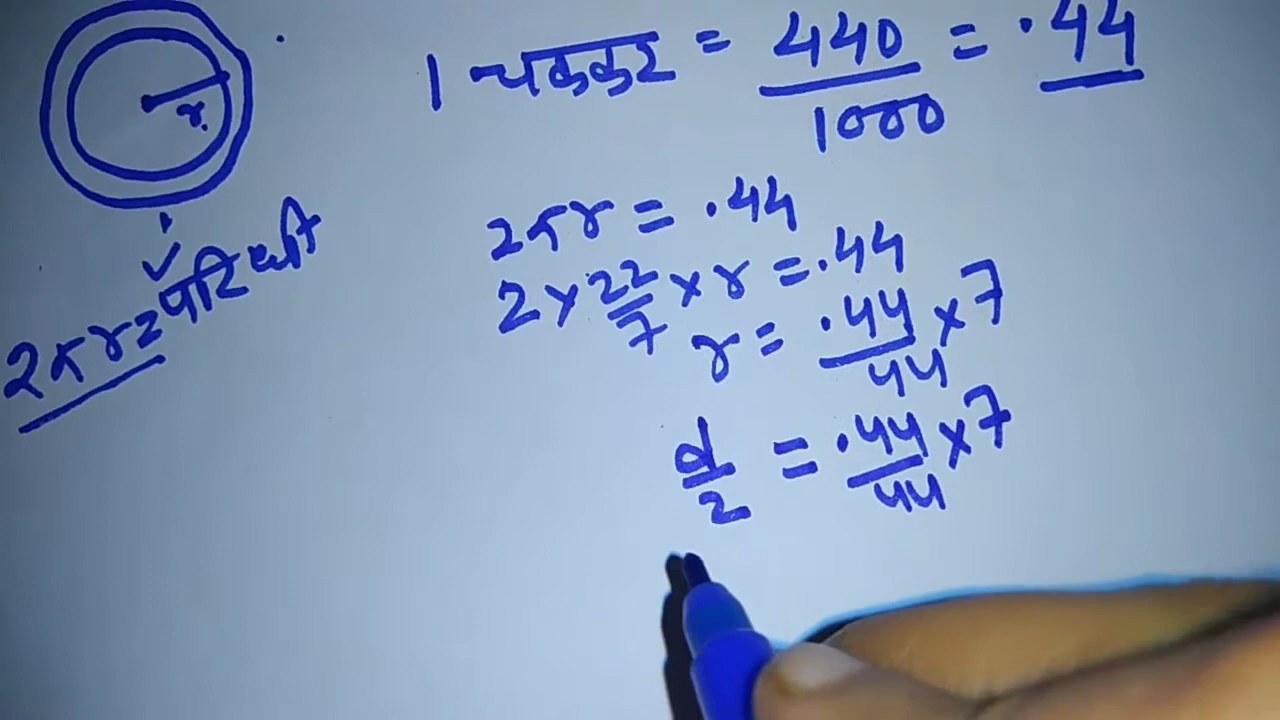 1 चक्कर = 440/1000 = .44
r.
2πr = परिधी
2πr = .44
2 × 22/7 × r = .44
r = .44/44 × 7
d/2 = .44/44 × 7